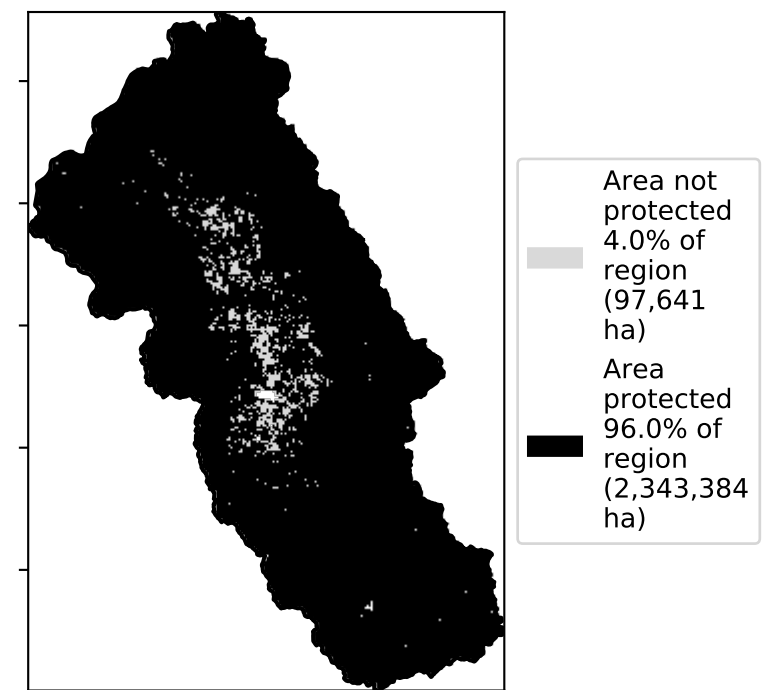 Area not
protected
4.0% of
region
(97,641
ha)
Area
protected
96.0% of
region
(2,343,384
ha)